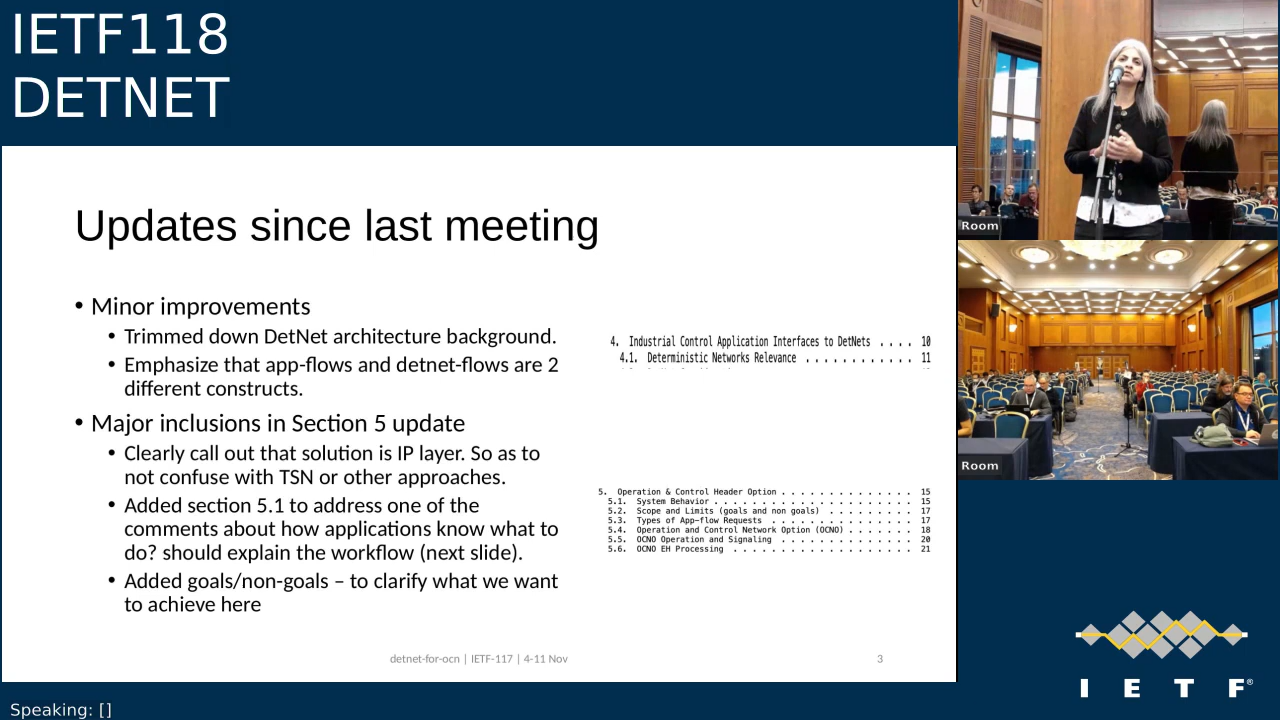 IETF118
DETNET
Updates since last meeting
• Minor improvements
• Trimmed down DetNet architecture background.
• Emphasize that app-flows and detnet-flows are 2
different constructs.
• Major inclusions in Section 5 update
• Clearly call out that solution is IP layer. So as to
not confuse with TSN or other approaches.
• Added section 5.1 to address one of the
comments about how applications know what to
do? should explain the workflow (next slide).
• Added goals/non-goals – to clarify what we want
to achieve here
4. Industrial Control Application Interfaces to DetNets . . . . 10
4.1. Deterministic Networks Relevance . . . . . . . . . . . . 11
5. Operation & Control Header Option . . . . . . . . . . . . . . 15
5.1. System Behavior . . . . . . . . . . . . . . . . . . . . . 15
5.2. Scope and Limits (goals and non goals) . . . . . . . . . 17
5.3. Types of App-flow Requests . . . . . . . . . . . . . . . 17
5.4. Operation and Control Network Option (OCNO) . . . . . . . 18
5.5. OCNO Operation and Signaling . . . . . . . . . . . . . . 20
5.6. OCNO EH Processing . . . . . . . . . . . . . . . . . . . 21
detnet-for-ocn | IETF-117 | 4-11 Nov
3
Room
Room
IETF®
Speaking: []